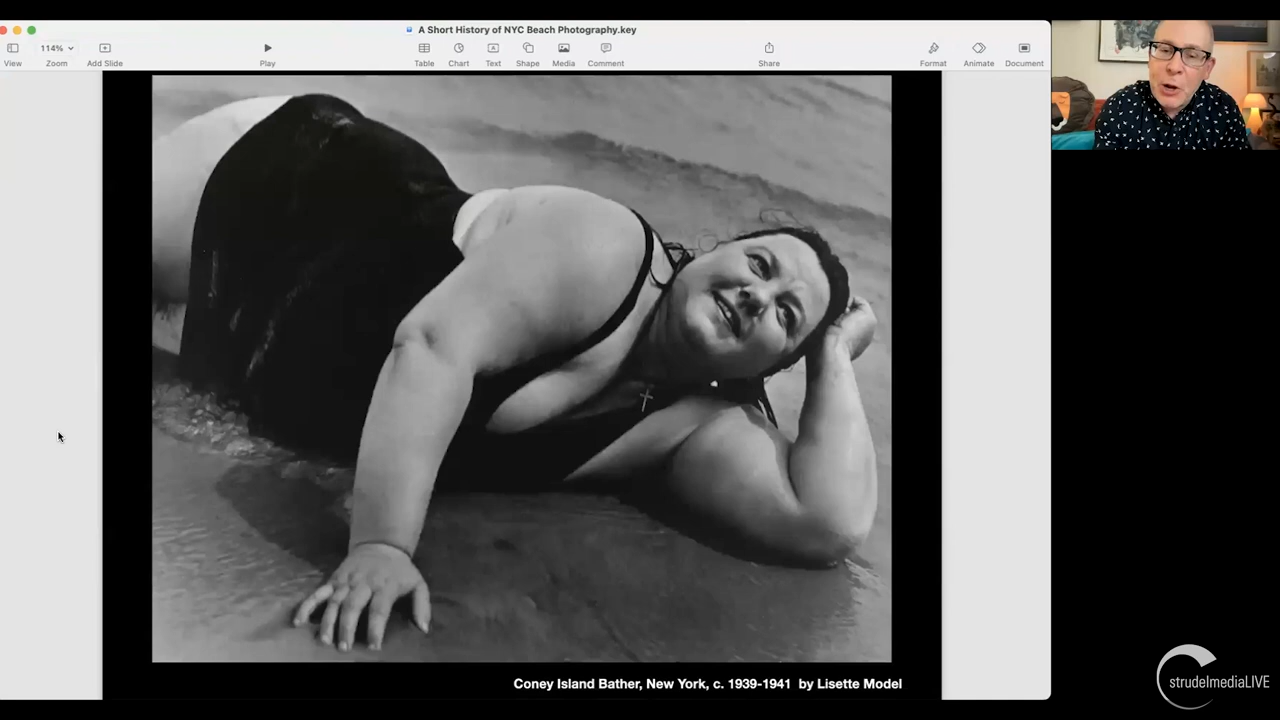 A Short History of NYC Beach Photography.key
114%
View
Zoom
Add Slide
Play
Table
Chart
Text
Shape
Media
Comment
Share
Format
Animate
Document
Coney Island Bather, New York, c. 1939-1941 by Lisette Model
strudelmediaLIVE